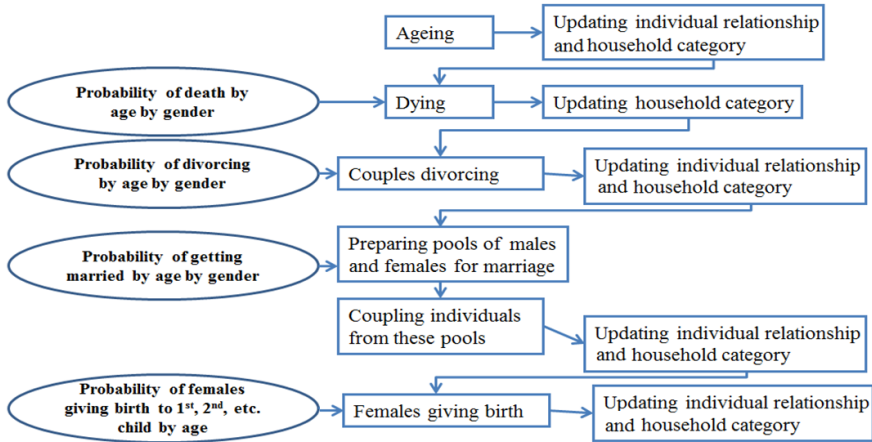 Ageing
Updating individual relationship
and household category
Probability of death by
age by gender
Dying
Updating household category
Probability of divorcing
by age by gender
Couples divorcing
Updating individual relationship
and household category
Probability of getting
married by age by gender
Preparing pools of males
and females for marriage
Coupling individuals
from these pools
Updating individual relationship
and household category
Probability of females
giving birth to 1st, 2nd, etc.
child by age
Females giving birth
Updating individual relationship
and household category